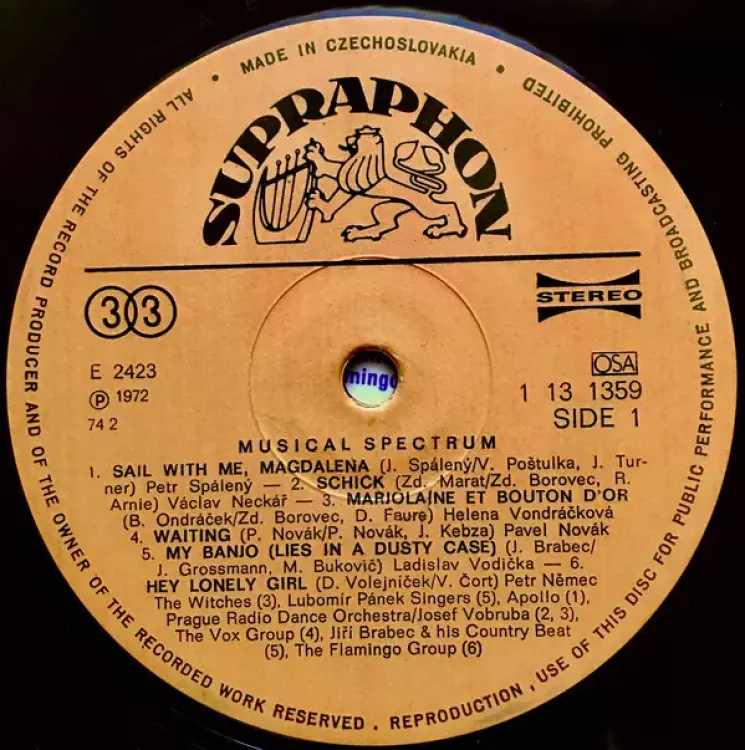 • MADE IN CZECHOSLOVAKIA •
ALL RIGHTS OF THE RECORD PRODUCER AND OF THE OWNER OF THE RECORDED WORK RESERVED. REPRODUCTION, USE OF THIS DISC FOR PUBLIC PERFORMANCE AND BROADCASTING PROHIBITED
SUPRAPHON
33
STEREO
E 2423
OSA
Ⓟ 1972
1 13 1359
74 2
SIDE 1
mingo
MUSICAL SPECTRUM
1. SAIL WITH ME, MAGDALENA (J. Spálený/V. Poštulka, J. Tur-
ner) Petr Spálený — 2. SCHICK (Zd. Marat/Zd. Borovec, R.
Arnie) Václav Neckář — 3. MARJOLAINE ET BOUTON D'OR
(B. Ondráček/Zd. Borovec, D. Faure) Helena Vondráčková
4. WAITING (P. Novák/P. Novák, J. Kebza) Pavel Novák
5. MY BANJO (LIES IN A DUSTY CASE) (J. Brabec/
J. Grossmann, M. Bukovič) Ladislav Vodička — 6.
HEY LONELY GIRL (D. Volejníček/V. Čort) Petr Němec
The Witches (3), Lubomír Pánek Singers (5), Apollo (1),
Prague Radio Dance Orchestra/Josef Vobruba (2, 3),
The Vox Group (4), Jiří Brabec & his Country Beat
(5), The Flamingo Group (6)